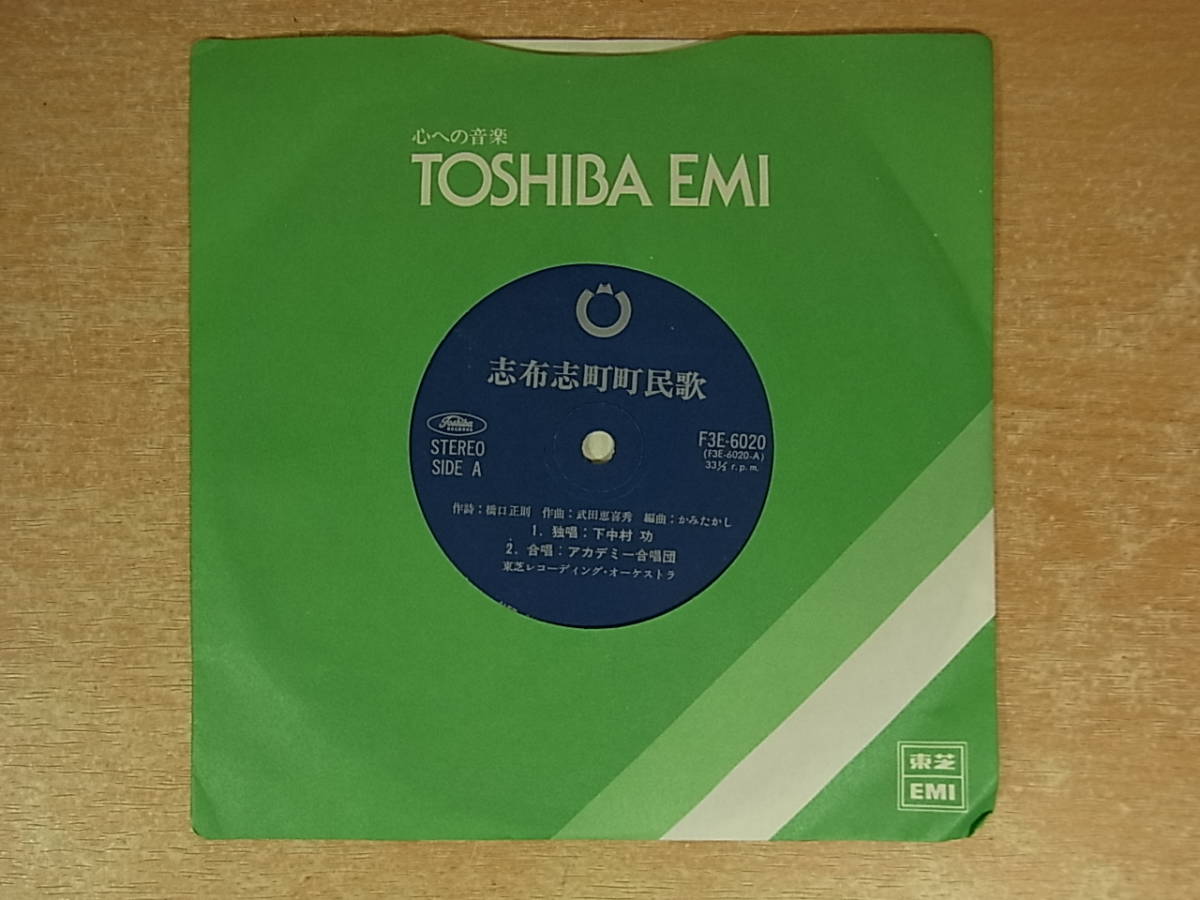 心への音楽
TOSHIBA EMI
志布志町町民歌
Toshiba
RECORDS
STEREO
SIDE A
F3E-6020
(F3E-6020-A)
33⅓ r.p.m.
作詩：橋口正則 作曲：武田恵喜秀 編曲：かみたかし
1. 独唱：下中村 功
2. 合唱：アカデミー合唱団
東芝レコーディング・オーケストラ
東芝
EMI